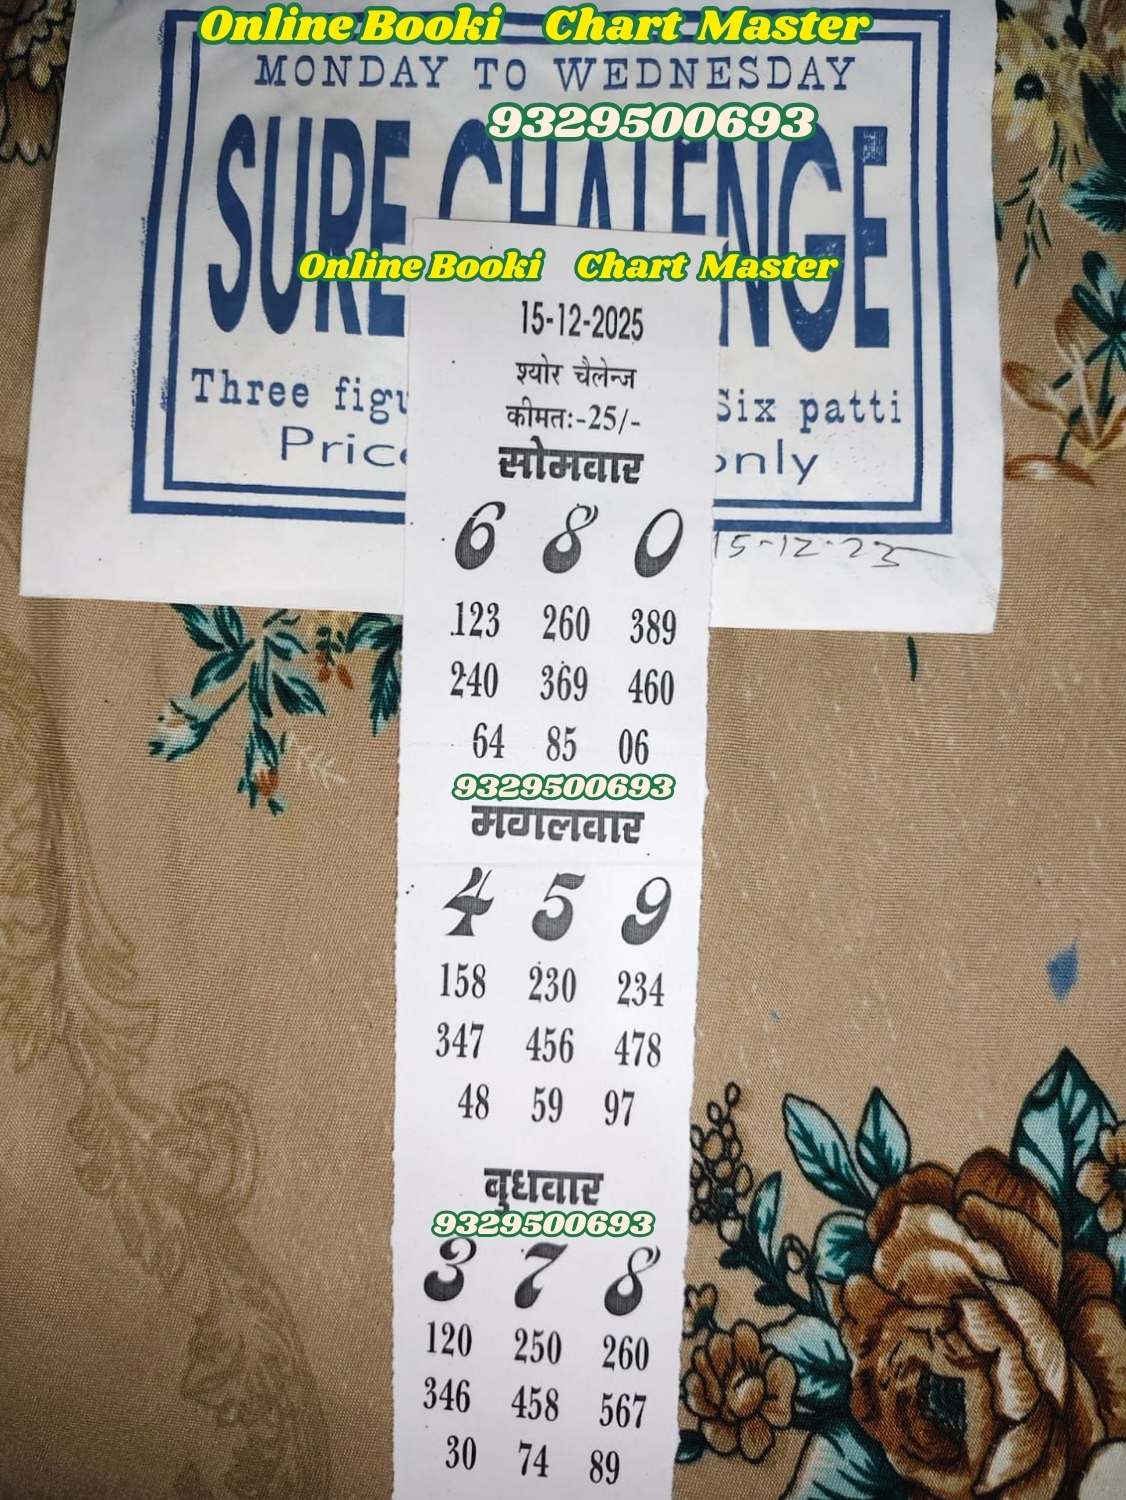 Online Booki Chart Master
MONDAY TO WEDNESDAY
9329500693
SURE CHALENGE
Online Booki Chart Master
15-12-2025
श्योर चैलेन्ज
Three figu Six patti
कीमतः-25/-
Pric only
सोमवार
6 8 0
15-12-25
123 260 389
240 369 460
64 85 06
9329500693
मगलवार
4 5 9
158 230 234
347 456 478
48 59 97
बुधवार
9329500693
3 7 8
120 250 260
346 458 567
30 74 89